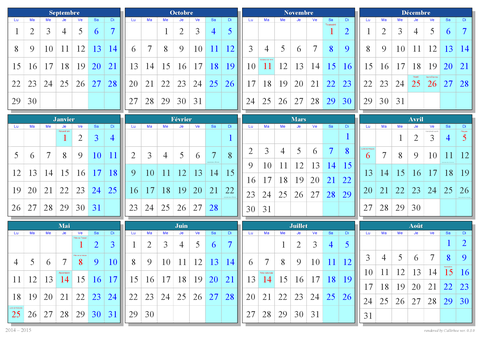 Septembre
Lu Ma Me Je Ve Sa Di
1 2 3 4 5 6 7
8 9 10 11 12 13 14
15 16 17 18 19 20 21
22 23 24 25 26 27 28
29 30
Octobre
Lu Ma Me Je Ve Sa Di
1 2 3 4 5
6 7 8 9 10 11 12
13 14 15 16 17 18 19
20 21 22 23 24 25 26
27 28 29 30 31
Novembre
Lu Ma Me Je Ve Sa Di
1 2
3 4 5 6 7 8 9
10 11 12 13 14 15 16
17 18 19 20 21 22 23
24 25 26 27 28 29 30
Décembre
Lu Ma Me Je Ve Sa Di
1 2 3 4 5 6 7
8 9 10 11 12 13 14
15 16 17 18 19 20 21
22 23 24 25 26 27 28
29 30 31
Janvier
Lu Ma Me Je Ve Sa Di
1 2 3 4
5 6 7 8 9 10 11
12 13 14 15 16 17 18
19 20 21 22 23 24 25
26 27 28 29 30 31
Février
Lu Ma Me Je Ve Sa Di
1
2 3 4 5 6 7 8
9 10 11 12 13 14 15
16 17 18 19 20 21 22
23 24 25 26 27 28
Mars
Lu Ma Me Je Ve Sa Di
1
2 3 4 5 6 7 8
9 10 11 12 13 14 15
16 17 18 19 20 21 22
23 24 25 26 27 28 29
30 31
Avril
Lu Ma Me Je Ve Sa Di
1 2 3 4 5
6 7 8 9 10 11 12
13 14 15 16 17 18 19
20 21 22 23 24 25 26
27 28 29 30
Mai
Lu Ma Me Je Ve Sa Di
1 2 3
4 5 6 7 8 9 10
11 12 13 14 15 16 17
18 19 20 21 22 23 24
25 26 27 28 29 30 31
Juin
Lu Ma Me Je Ve Sa Di
1 2 3 4 5 6 7
8 9 10 11 12 13 14
15 16 17 18 19 20 21
22 23 24 25 26 27 28
29 30
Juillet
Lu Ma Me Je Ve Sa Di
1 2 3 4 5
6 7 8 9 10 11 12
13 14 15 16 17 18 19
20 21 22 23 24 25 26
27 28 29 30 31
Août
Lu Ma Me Je Ve Sa Di
1 2
3 4 5 6 7 8 9
10 11 12 13 14 15 16
17 18 19 20 21 22 23
24 25 26 27 28 29 30
31
2014 - 2015